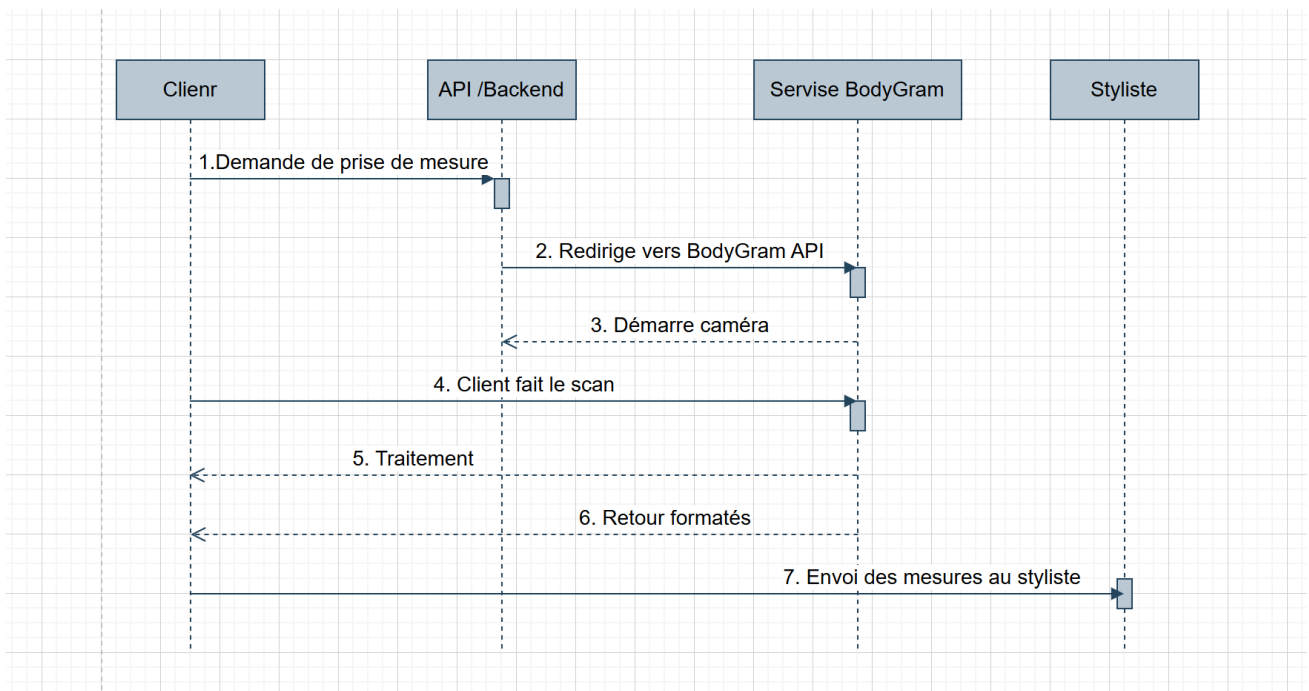 Clienr
API /Backend
Servise BodyGram
Styliste
1.Demande de prise de mesure
2. Redirige vers BodyGram API
3. Démarre caméra
4. Client fait le scan
5. Traitement
6. Retour formatés
7. Envoi des mesures au styliste